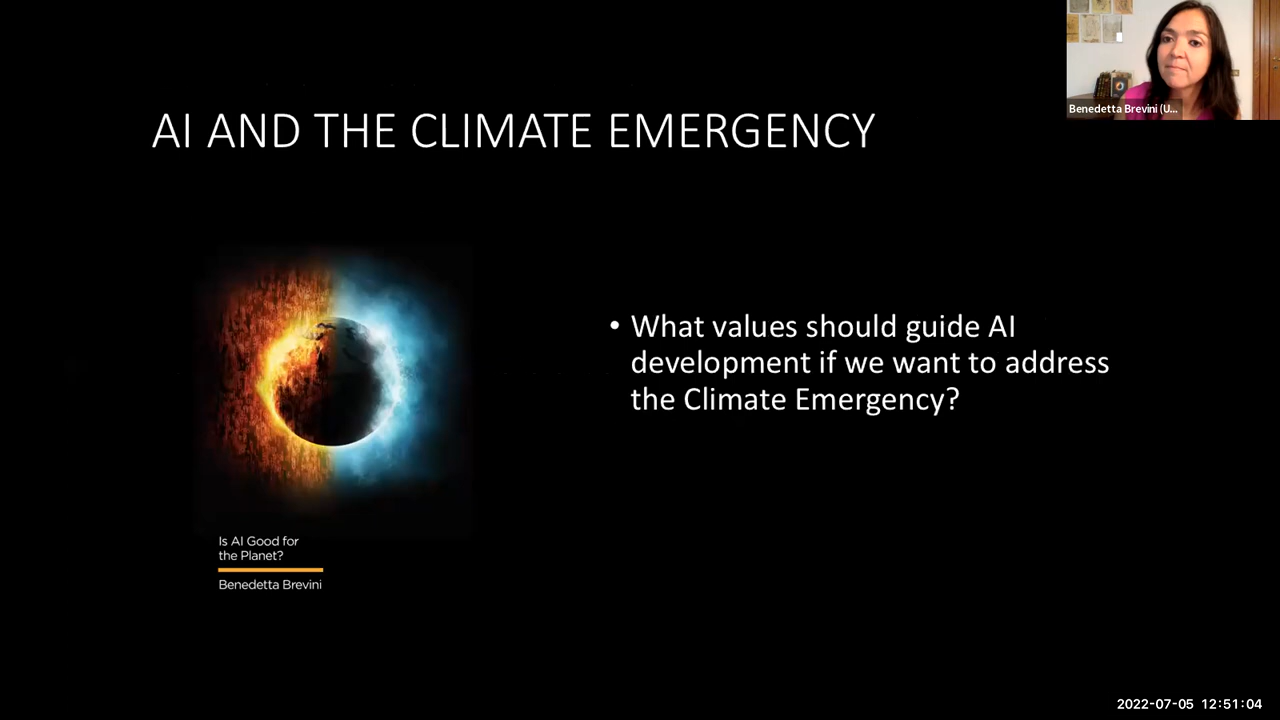 Benedetta Brevini (U...
AI AND THE CLIMATE EMERGENCY
• What values should guide AI
development if we want to address
the Climate Emergency?
Is AI Good for
the Planet?
Benedetta Brevini
2022-07-05 12:51:04